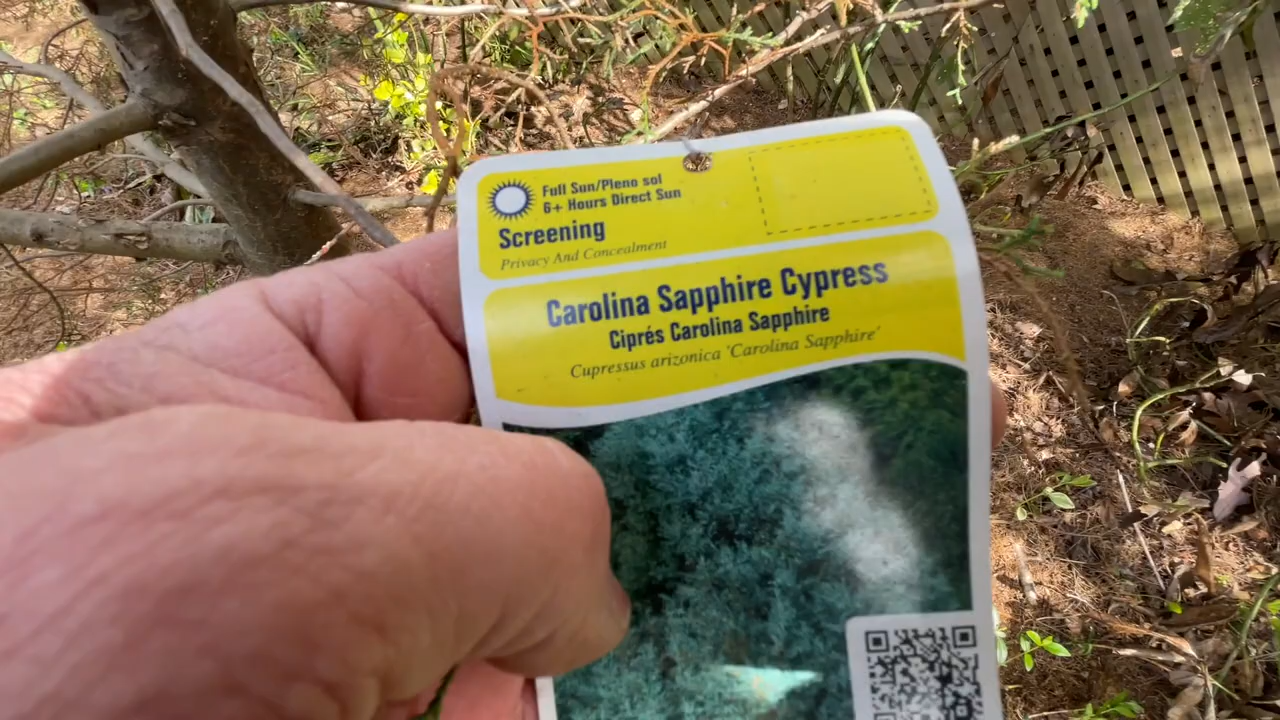 Full Sun/Pleno sol
6+ Hours Direct Sun
Screening
Privacy And Concealment
Carolina Sapphire Cypress
Ciprés Carolina Sapphire
Cupressus arizonica 'Carolina Sapphire'